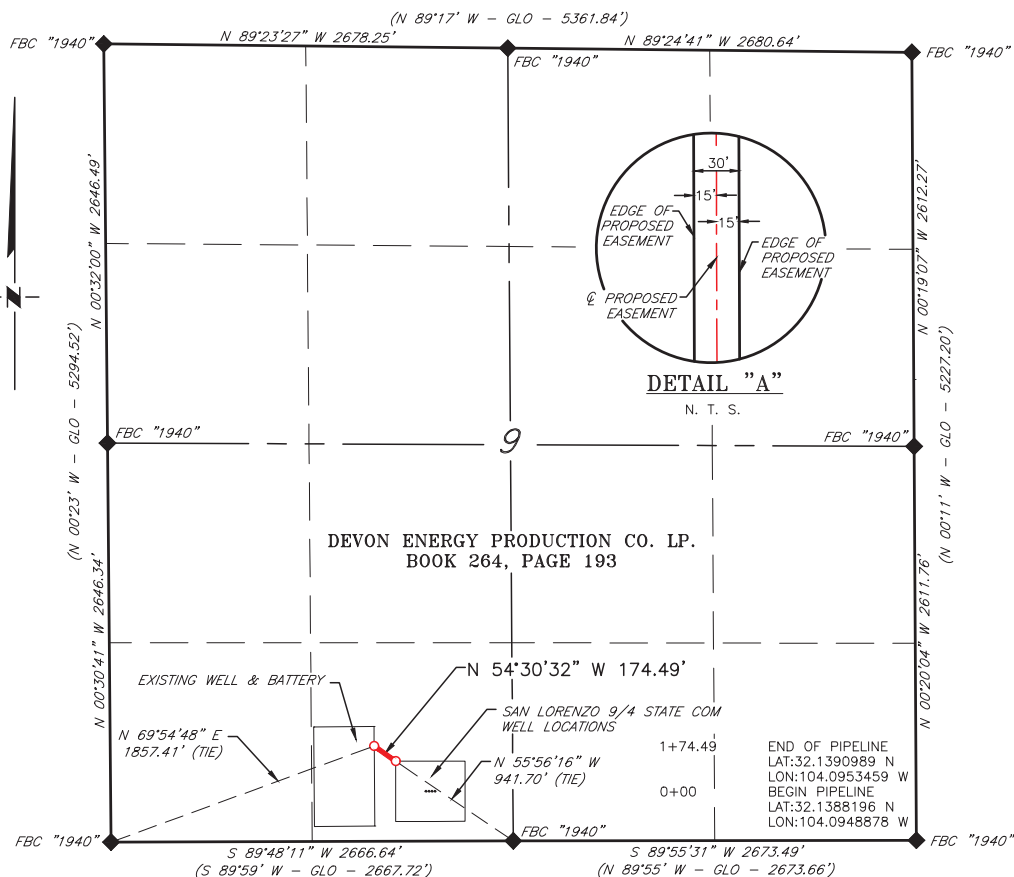 (N 89°17' W - GLO - 5361.84')
FBC "1940"
N 89°23'27" W 2678.25'
FBC "1940"
N 89°24'41" W 2680.64'
FBC "1940"
N 00°32'00" W 2646.49'
(N 00°23' W - GLO - 5294.52')
N 00°30'41" W 2646.34'
N
30'
15'
15'
EDGE OF
PROPOSED
EASEMENT
EDGE OF
PROPOSED
EASEMENT
℄ PROPOSED
EASEMENT
DETAIL "A"
N. T. S.
N 00°19'07" W 2612.27'
(N 00°11' W - GLO - 5227.20')
N 00°20'04" W 2611.76'
FBC "1940"
9
FBC "1940"
DEVON ENERGY PRODUCTION CO. LP.
BOOK 264, PAGE 193
N 54°30'32" W 174.49'
EXISTING WELL & BATTERY
SAN LORENZO 9/4 STATE COM
WELL LOCATIONS
N 69°54'48" E
1857.41' (TIE)
N 55°56'16" W
941.70' (TIE)
1+74.49 END OF PIPELINE
LAT:32.1390989 N
LON:104.0953459 W
0+00 BEGIN PIPELINE
LAT:32.1388196 N
LON:104.0948878 W
FBC "1940"
FBC "1940"
FBC "1940"
S 89°48'11" W 2666.64'
(S 89°59' W - GLO - 2667.72')
S 89°55'31" W 2673.49'
(N 89°55' W - GLO - 2673.66')